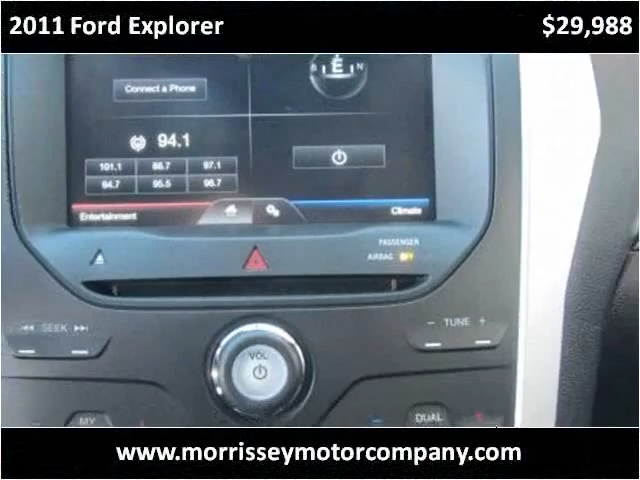 2011 Ford Explorer $29,988
S E N
Connect a Phone
94.1
101.1 88.7 97.1
94.7 95.5 98.7
Entertainment Climate
PASSENGER
AIRBAG
SEEK
TUNE
VOL
MY
DUAL
www.morrisseymotorcompany.com